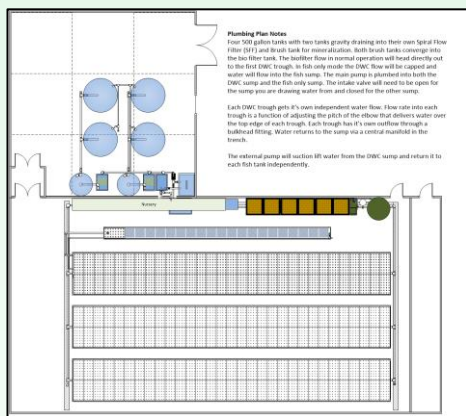 Plumbing Plan Notes
Four 500 gallon tanks with two tanks gravity draining into their own Spiral Flow
Filter (SFF) and Brush tank for mineralization. Both brush tanks converge into
the bio filter tank. The biofilter flow in normal operation will head directly out
to the first DWC trough. In fish only mode the DWC flow will be capped and
water will flow into the fish sump. The main pump is plumbed into both the
DWC sump and the fish only sump. The intake valve will need to be open for
the sump you are drawing water from and closed for the other sump.
Each DWC trough gets it's own independent water flow. Flow rate into each
trough is a function of adjusting the pitch of the elbow that delivers water over
the top edge of each trough. Each trough has it's own outflow through a
bulkhead fitting. Water returns to the sump via a central manifold in the
trench.
The external pump will suction lift water from the DWC sump and return it to
each fish tank independently.
Nursery